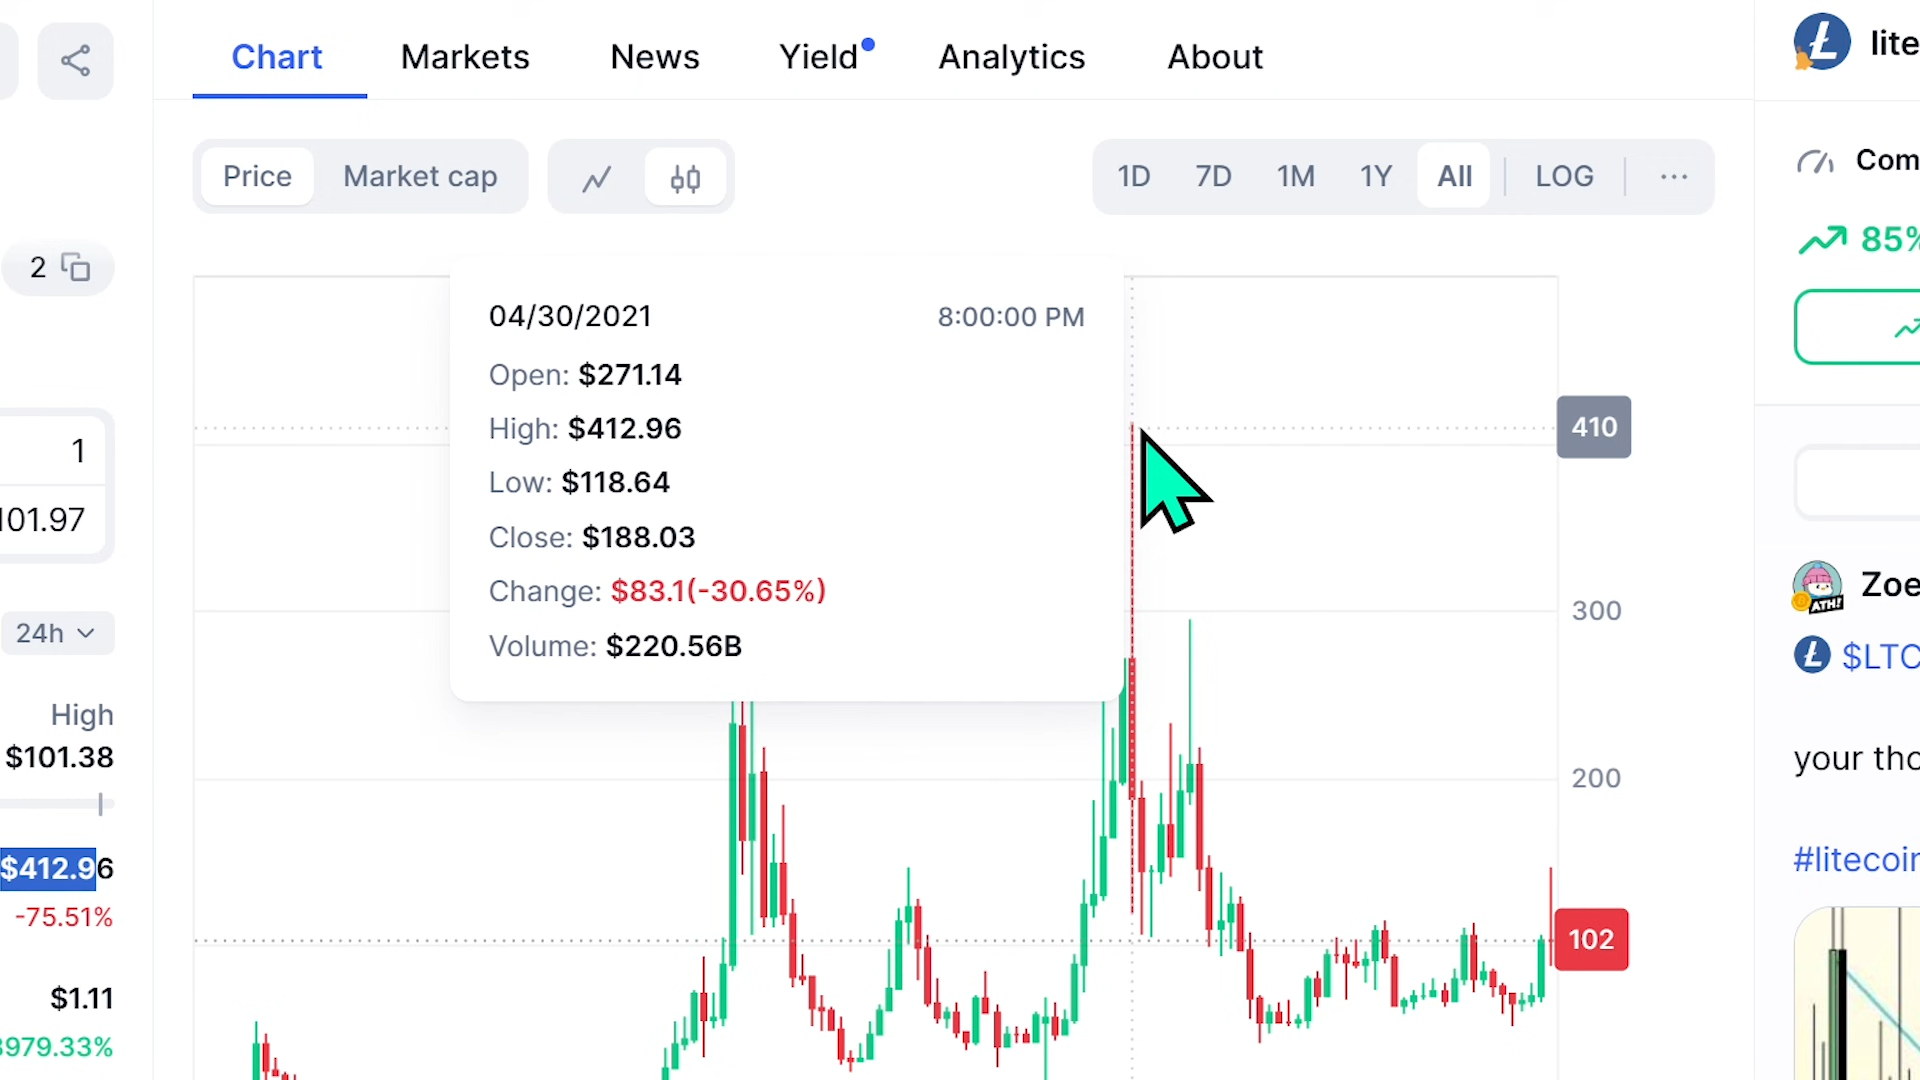 Chart Markets News Yield Analytics About
lite
Price Market cap
1D 7D 1M 1Y All LOG ...
Com
85%
2
04/30/2021 8:00:00 PM
Open: $271.14
High: $412.96
Low: $118.64
Close: $188.03
Change: $83.1(-30.65%)
Volume: $220.56B
410
300
200
102
1
101.97
24h
High
$101.38
$412.96
-75.51%
$1.11
3979.33%
ATH!
Zoe
$LTC
your tho
#litecoin